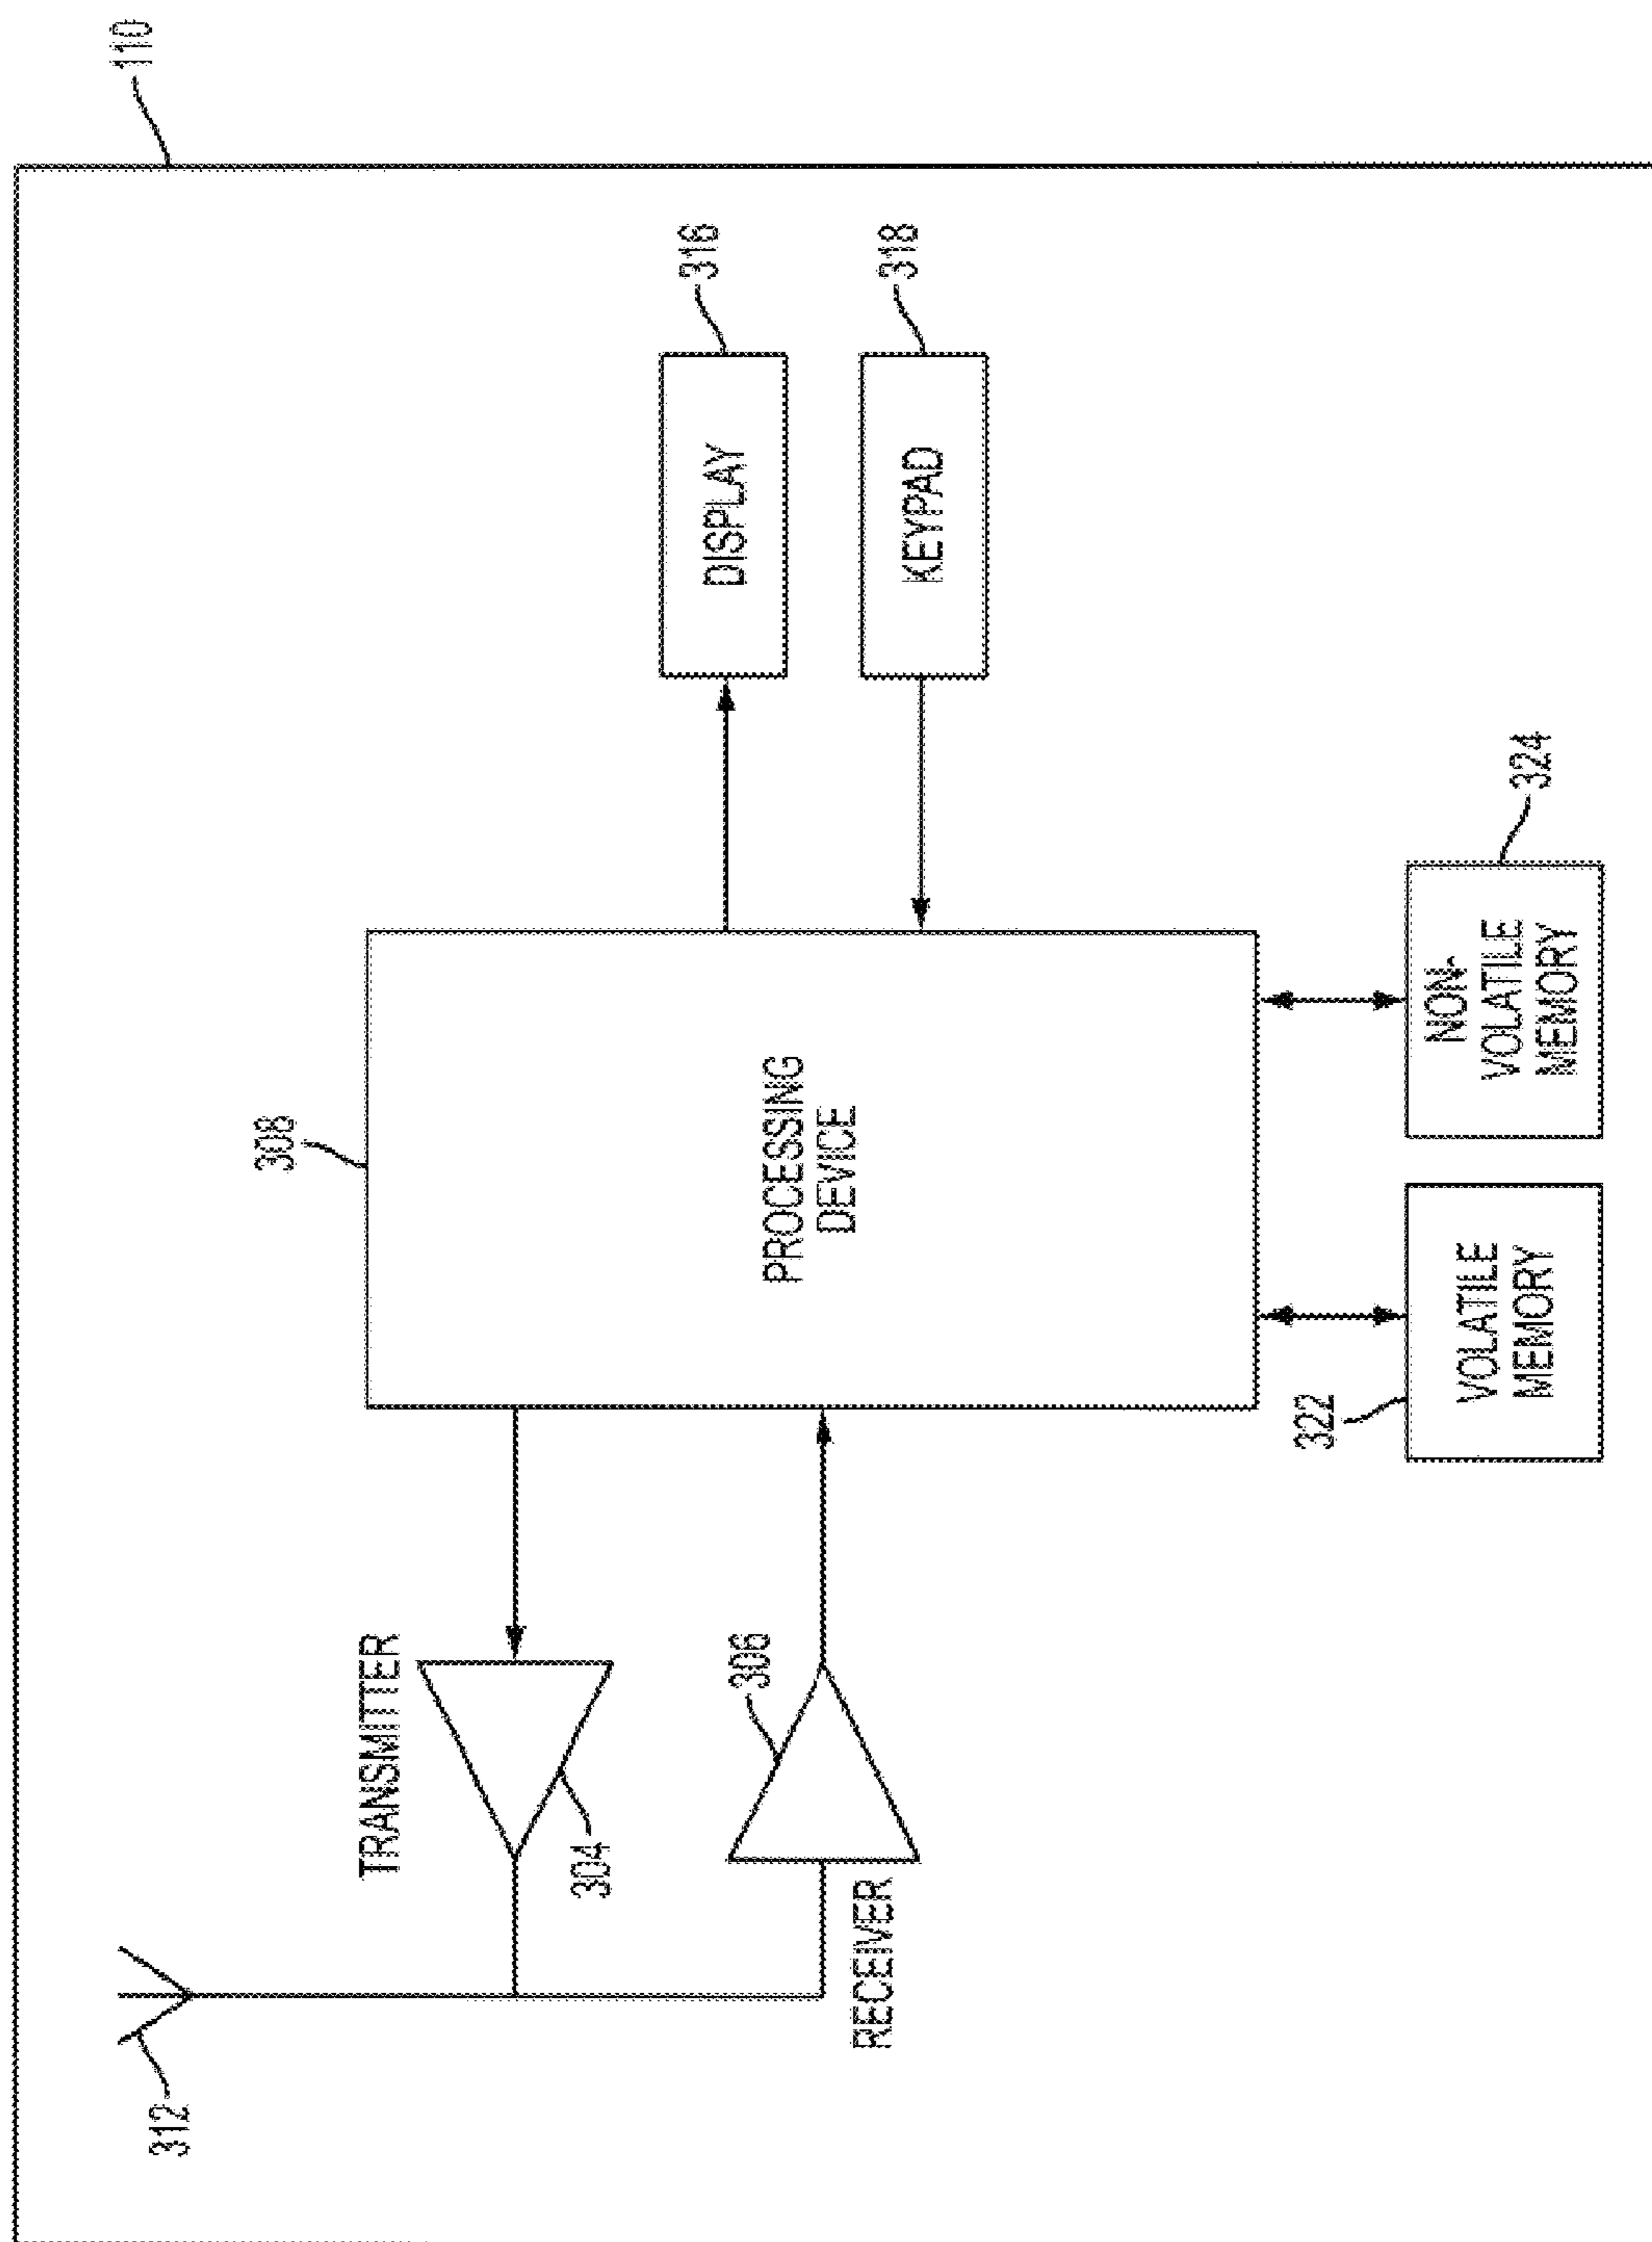 110
312
308
TRANSMITTER
304
316
DISPLAY
306
PROCESSING
DEVICE
RECEIVER
318
KEYPAD
322
VOLATILE
MEMORY
NON-
VOLATILE
MEMORY
324